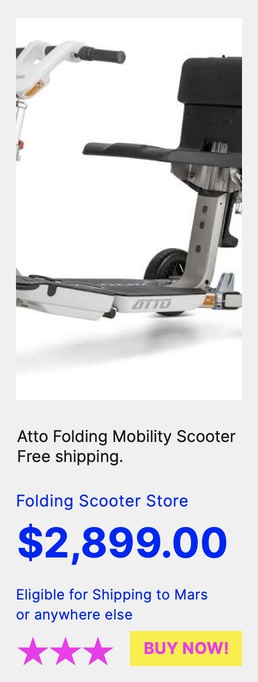 ATTO
Atto Folding Mobility Scooter
Free shipping.
Folding Scooter Store
$2,899.00
Eligible for Shipping to Mars
or anywhere else
BUY NOW!